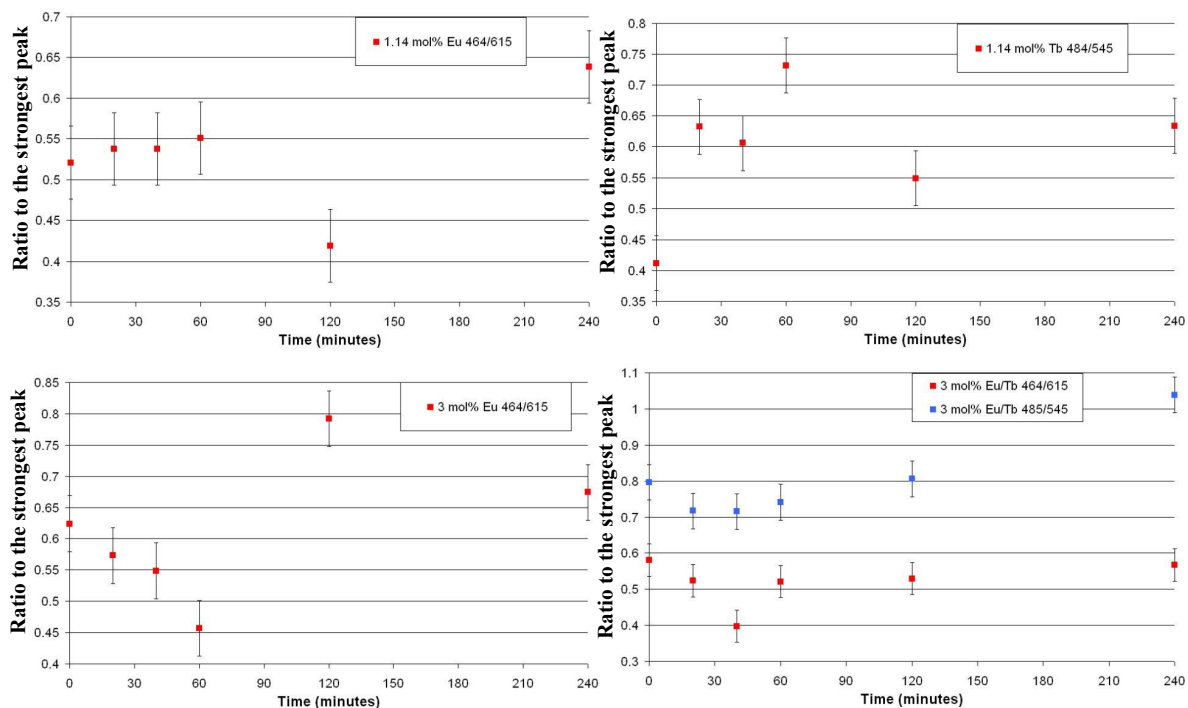 Ratio to the strongest peak
0.7
0.65
0.6
0.55
0.5
0.45
0.4
0.35
1.14 mol% Eu 464/615
0 30 60 90 120 150 180 210 240
Time (minutes)
Ratio to the strongest peak
0.8
0.75
0.7
0.65
0.6
0.55
0.5
0.45
0.4
0.35
1.14 mol% Tb 484/545
0 30 60 90 120 150 180 210 240
Time (minutes)
Ratio to the strongest peak
0.85
0.8
0.75
0.7
0.65
0.6
0.55
0.5
0.45
0.4
3 mol% Eu 464/615
0 30 60 90 120 150 180 210 240
Time (minutes)
Ratio to the strongest peak
1.1
1
0.9
0.8
0.7
0.6
0.5
0.4
0.3
3 mol% Eu/Tb 464/615
3 mol% Eu/Tb 485/545
0 30 60 90 120 150 180 210 240
Time (minutes)